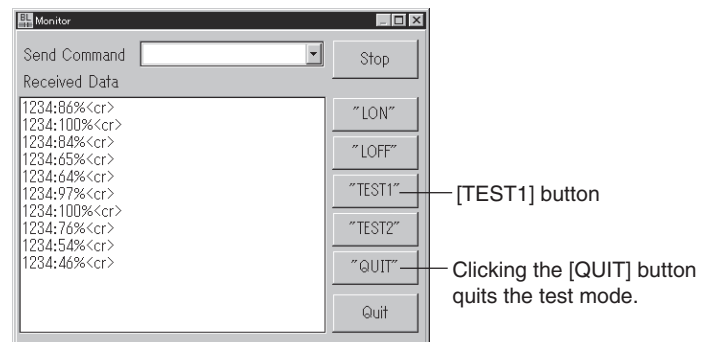 BL Monitor
Send Command
Stop
Received Data
1234:86%<cr>
1234:100%<cr>
1234:84%<cr>
1234:65%<cr>
1234:64%<cr>
1234:97%<cr>
1234:100%<cr>
1234:76%<cr>
1234:54%<cr>
1234:46%<cr>
"LON"
"LOFF"
"TEST1"
[TEST1] button
"TEST2"
"QUIT"
Clicking the [QUIT] button
quits the test mode.
Quit